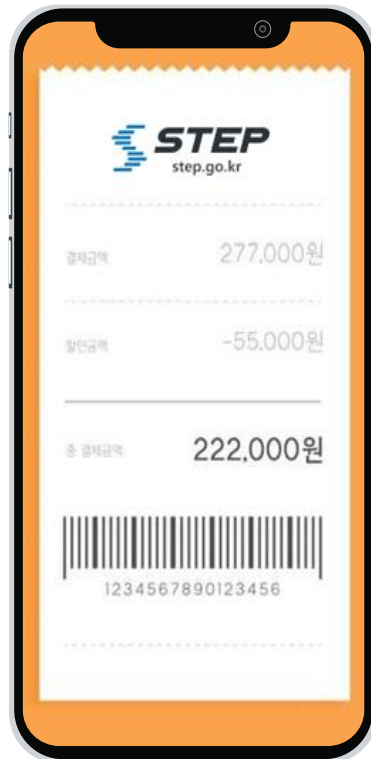 STEP
step.go.kr
결제금액 277,000원
할인금액 -55,000원
총 결제금액 222,000원
1234567890123456